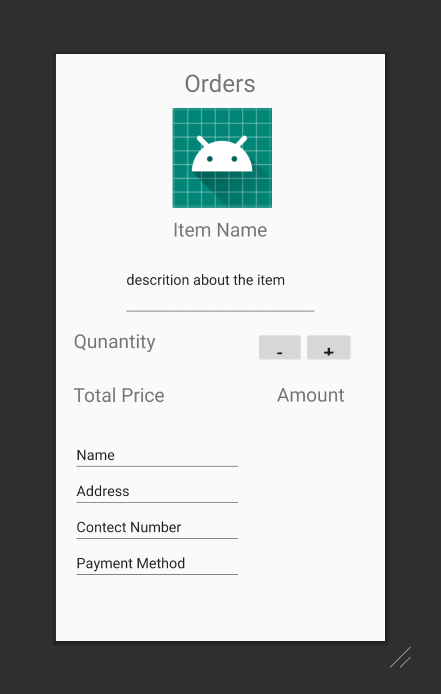 Orders
Item Name
descrition about the item
Qunantity - +
Total Price Amount
Name
Address
Contect Number
Payment Method